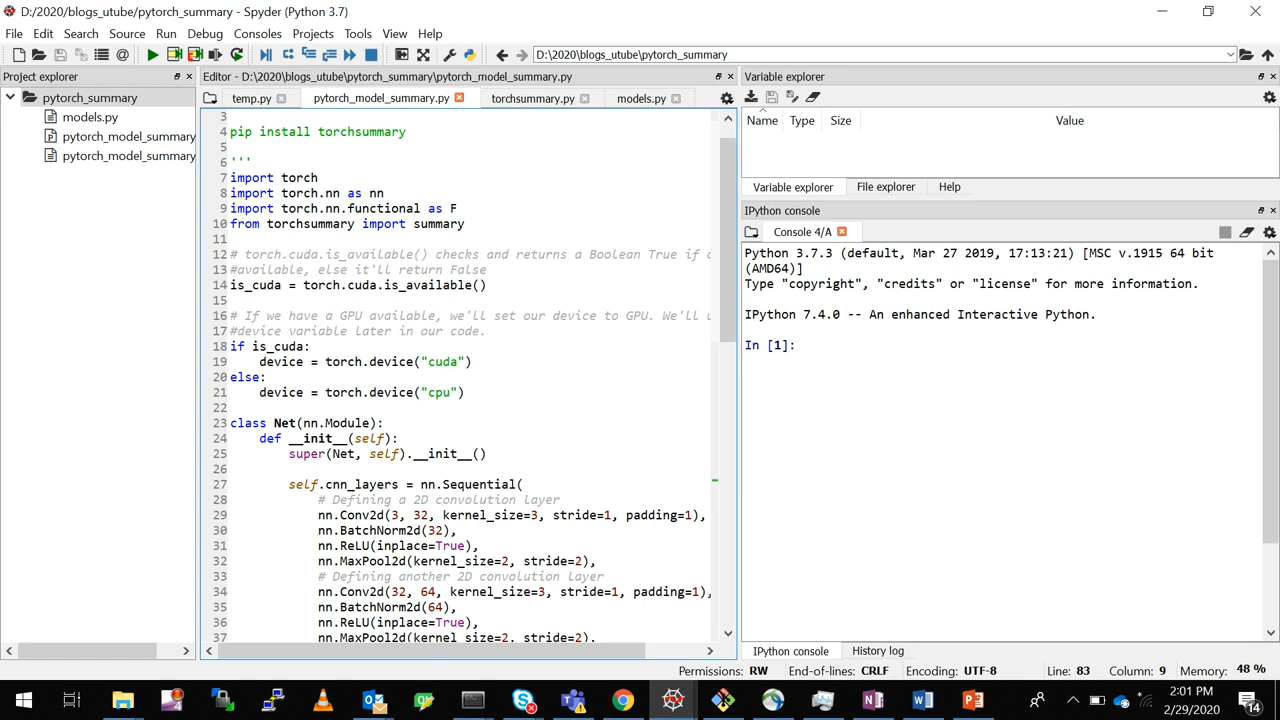 D:/2020/blogs_utube/pytorch_summary - Spyder (Python 3.7)
File Edit Search Source Run Debug Consoles Projects Tools View Help
D:\2020\blogs_utube\pytorch_summary
Project explorer
pytorch_summary
models.py
pytorch_model_summary
pytorch_model_summary
Editor - D:\2020\blogs_utube\pytorch_summary\pytorch_model_summary.py
temp.py pytorch_model_summary.py torchsummary.py models.py
3
4 pip install torchsummary
5
6 '''
7 import torch
8 import torch.nn as nn
9 import torch.nn.functional as F
10 from torchsummary import summary
11
12 # torch.cuda.is_available() checks and returns a Boolean True if
13 #available, else it'll return False
14 is_cuda = torch.cuda.is_available()
15
16 # If we have a GPU available, we'll set our device to GPU. We'll
17 #device variable later in our code.
18 if is_cuda:
19 device = torch.device("cuda")
20 else:
21 device = torch.device("cpu")
22
23 class Net(nn.Module):
24 def __init__(self):
25 super(Net, self).__init__()
26
27 self.cnn_layers = nn.Sequential(
28 # Defining a 2D convolution layer
29 nn.Conv2d(3, 32, kernel_size=3, stride=1, padding=1),
30 nn.BatchNorm2d(32),
31 nn.ReLU(inplace=True),
32 nn.MaxPool2d(kernel_size=2, stride=2),
33 # Defining another 2D convolution layer
34 nn.Conv2d(32, 64, kernel_size=3, stride=1, padding=1),
35 nn.BatchNorm2d(64),
36 nn.ReLU(inplace=True),
37 nn.MaxPool2d(kernel_size=2, stride=2),
Variable explorer
Name Type Size Value
Variable explorer File explorer Help
IPython console
Console 4/A
Python 3.7.3 (default, Mar 27 2019, 17:13:21) [MSC v.1915 64 bit
(AMD64)]
Type "copyright", "credits" or "license" for more information.
IPython 7.4.0 -- An enhanced Interactive Python.
In [1]:
IPython console History log
Permissions: RW End-of-lines: CRLF Encoding: UTF-8 Line: 83 Column: 9 Memory: 48 %
2:01 PM
2/29/2020
14